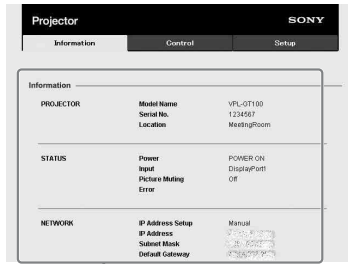 Projector SONY
Information Control Setup
Information
PROJECTOR Model Name VPL-GT100
Serial No. 1234567
Location MeetingRoom
STATUS Power POWER ON
Input DisplayPort1
Picture Muting Off
Error
NETWORK IP Address Setup Manual
IP Address
Subnet Mask
Default Gateway